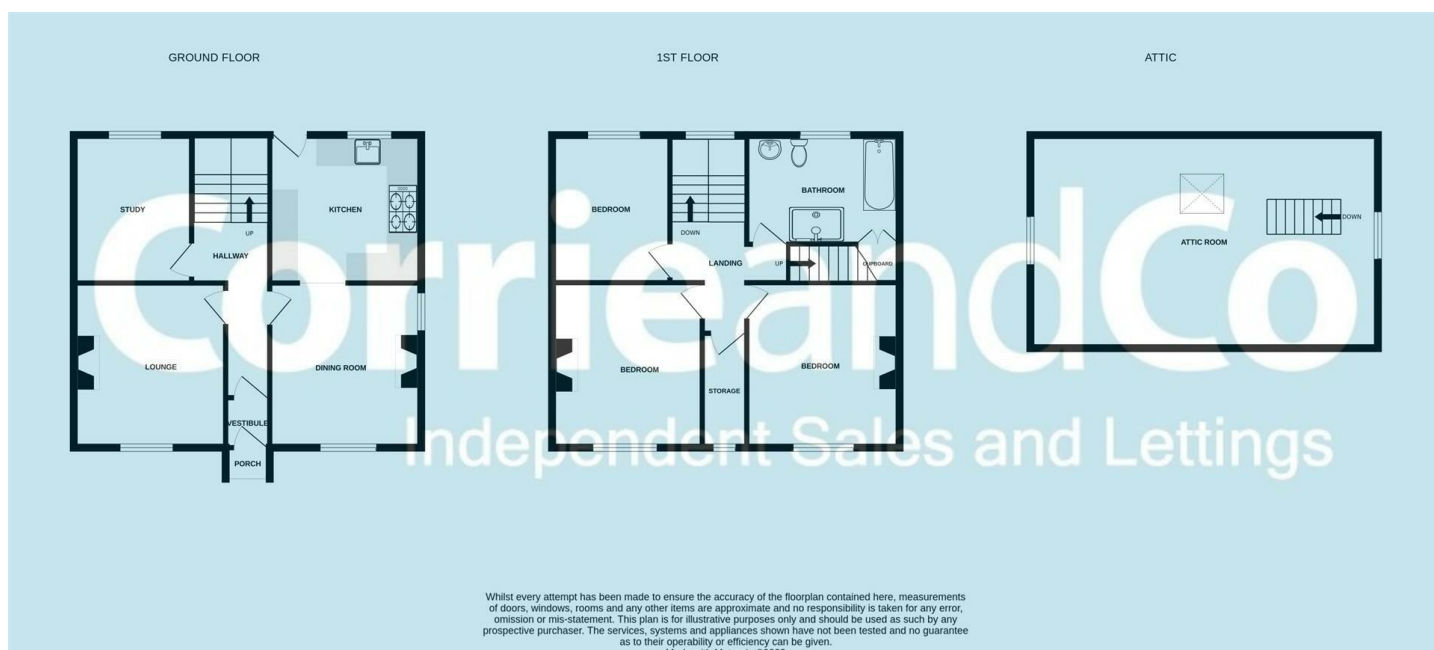 GROUND FLOOR
1ST FLOOR
ATTIC
STUDY
UP
HALLWAY
KITCHEN
LOUNGE
DINING ROOM
VESTIBULE
PORCH
BEDROOM
DOWN
LANDING
BATHROOM
UP
CUPBOARD
BEDROOM
STORAGE
BEDROOM
DOWN
ATTIC ROOM
CorrieandCo
Independent Sales and Lettings
Whilst every attempt has been made to ensure the accuracy of the floorplan contained here, measurements
of doors, windows, rooms and any other items are approximate and no responsibility is taken for any error,
omission or mis-statement. This plan is for illustrative purposes only and should be used as such by any
prospective purchaser. The services, systems and appliances shown have not been tested and no guarantee
as to their operability or efficiency can be given.